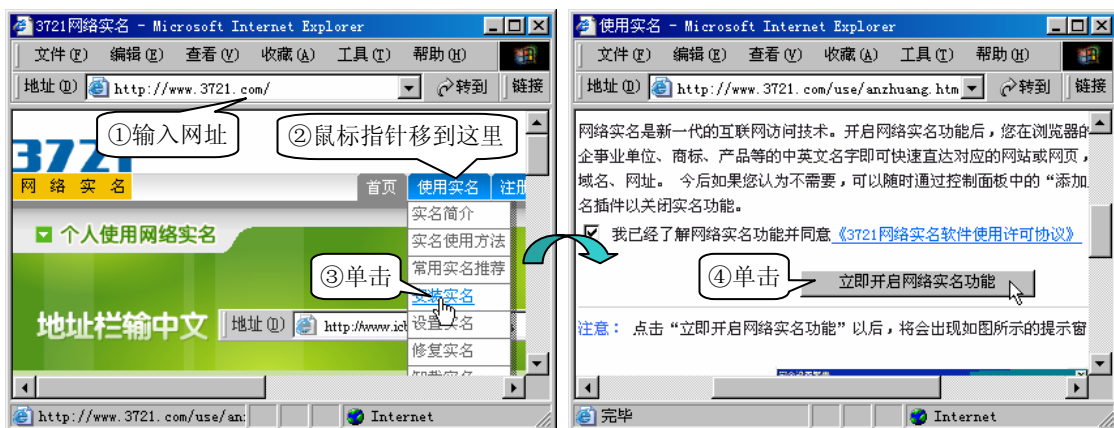 3721网络实名 - Microsoft Internet Explorer
文件(F) 编辑(E) 查看(V) 收藏(A) 工具(T) 帮助(H)
地址(D) http://www.3721.com/ 转到 链接
①输入网址
②鼠标指针移到这里
3721
网络实名
首页 使用实名 注册
实名简介
实名使用方法
常用实名推荐
安装实名
设置实名
修复实名
卸载实名
个人使用网络实名
③单击
地址栏输中文
地址(D) http://www.icl
http://www.3721.com/use/an: Internet
使用实名 - Microsoft Internet Explorer
文件(F) 编辑(E) 查看(V) 收藏(A) 工具(T) 帮助(H)
地址(D) http://www.3721.com/use/anzhuang.htm 转到 链接
网络实名是新一代的互联网访问技术。开启网络实名功能后，您在浏览器的
企事业单位、商标、产品等的中英文名字即可快速直达对应的网站或网页，
域名、网址。 今后如果您认为不需要，可以随时通过控制面板中的“添加
名插件以关闭实名功能。
我已经了解网络实名功能并同意《3721网络实名软件使用许可协议》
④单击
立即开启网络实名功能
注意： 点击“立即开启网络实名功能”以后，将会出现如图所示的提示窗
完毕 Internet